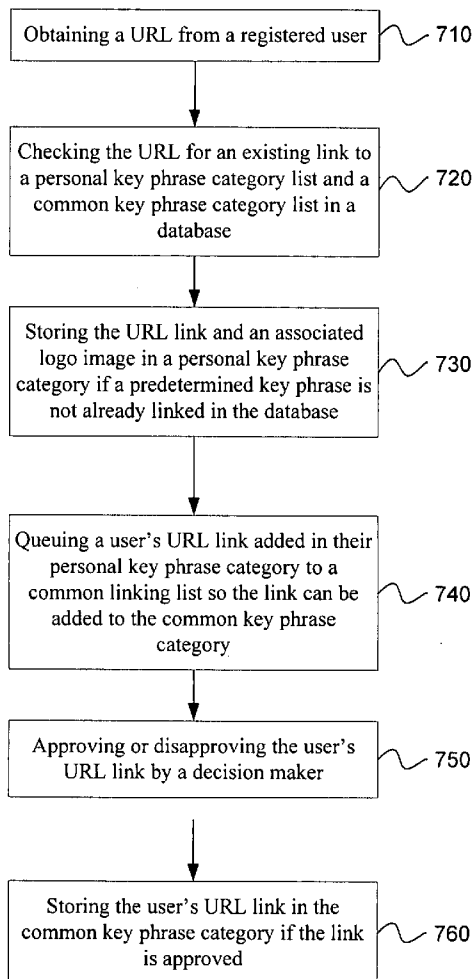 Obtaining a URL from a registered user
710
Checking the URL for an existing link to
a personal key phrase category list and a
common key phrase category list in a
database
720
Storing the URL link and an associated
logo image in a personal key phrase
category if a predetermined key phrase is
not already linked in the database
730
Queuing a user's URL link added in their
personal key phrase category to a
common linking list so the link can be
added to the common key phrase
category
740
Approving or disapproving the user's
URL link by a decision maker
750
Storing the user's URL link in the
common key phrase category if the link
is approved
760